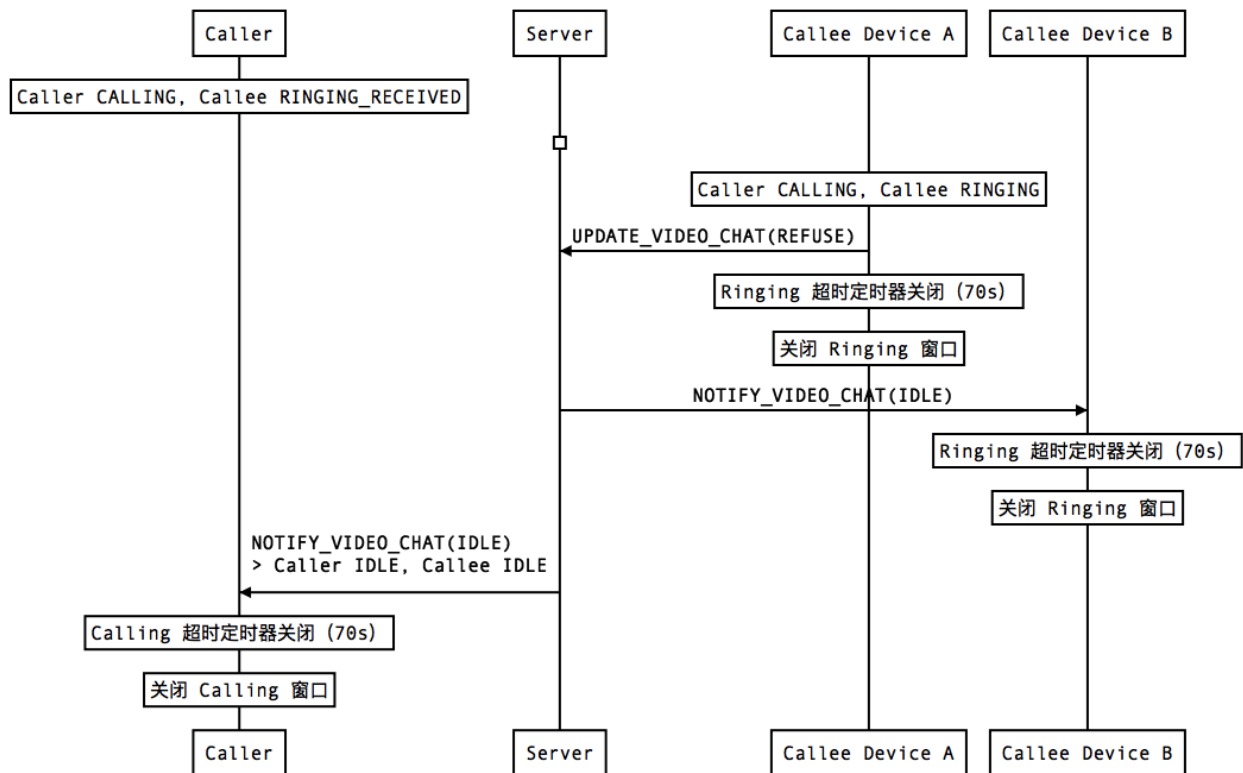 Caller
Server
Callee Device A
Callee Device B
Caller CALLING, Callee RINGING_RECEIVED
Caller CALLING, Callee RINGING
UPDATE_VIDEO_CHAT(REFUSE)
Ringing 超时定时器关闭（70s）
关闭 Ringing 窗口
NOTIFY_VIDEO_CHAT(IDLE)
Ringing 超时定时器关闭（70s）
关闭 Ringing 窗口
NOTIFY_VIDEO_CHAT(IDLE)
> Caller IDLE, Callee IDLE
Calling 超时定时器关闭（70s）
关闭 Calling 窗口
Caller
Server
Callee Device A
Callee Device B